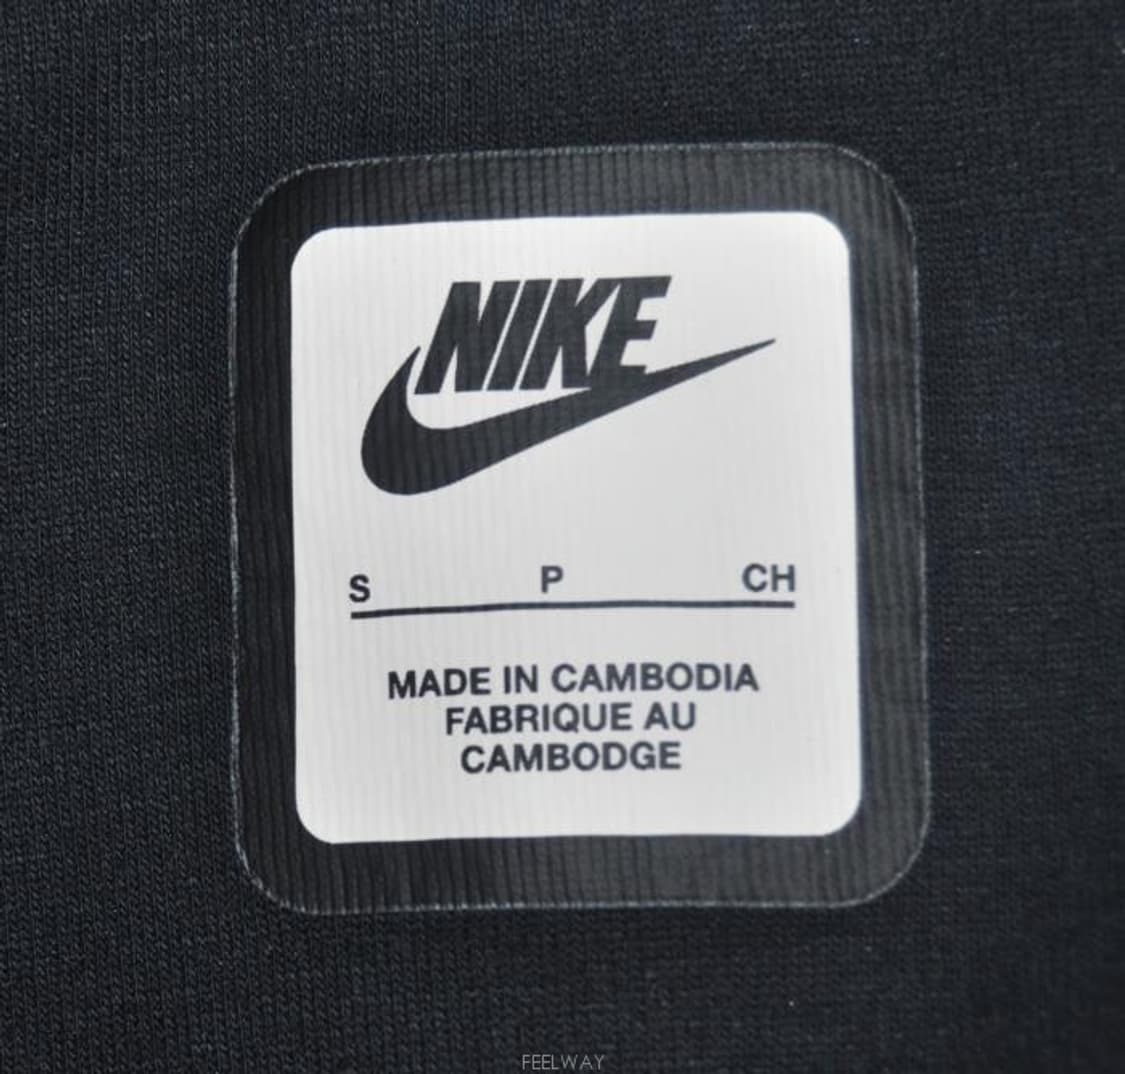 NIKE
S P CH
MADE IN CAMBODIA
FABRIQUE AU
CAMBODGE
FEELWAY